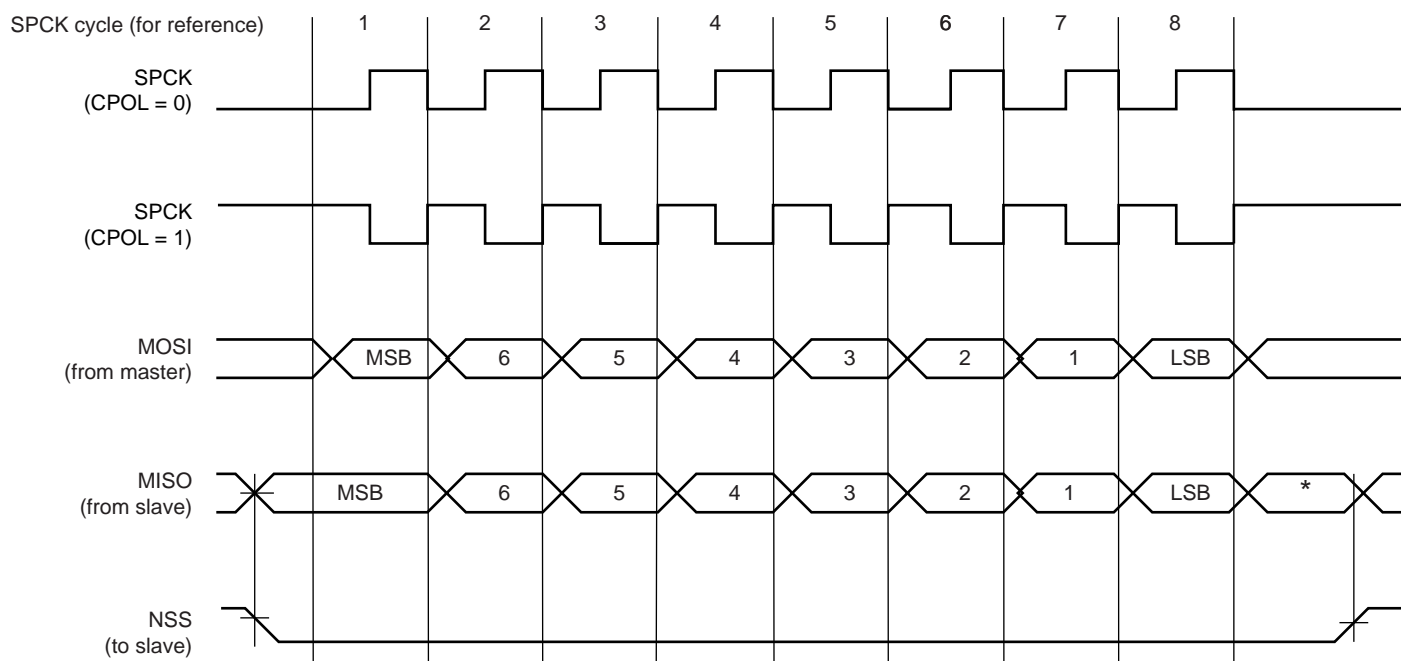 SPCK cycle (for reference) 1 2 3 4 5 6 7 8
SPCK
(CPOL = 0)
SPCK
(CPOL = 1)
MOSI
(from master)
MSB 6 5 4 3 2 1 LSB
MISO
(from slave)
MSB 6 5 4 3 2 1 LSB *
NSS
(to slave)